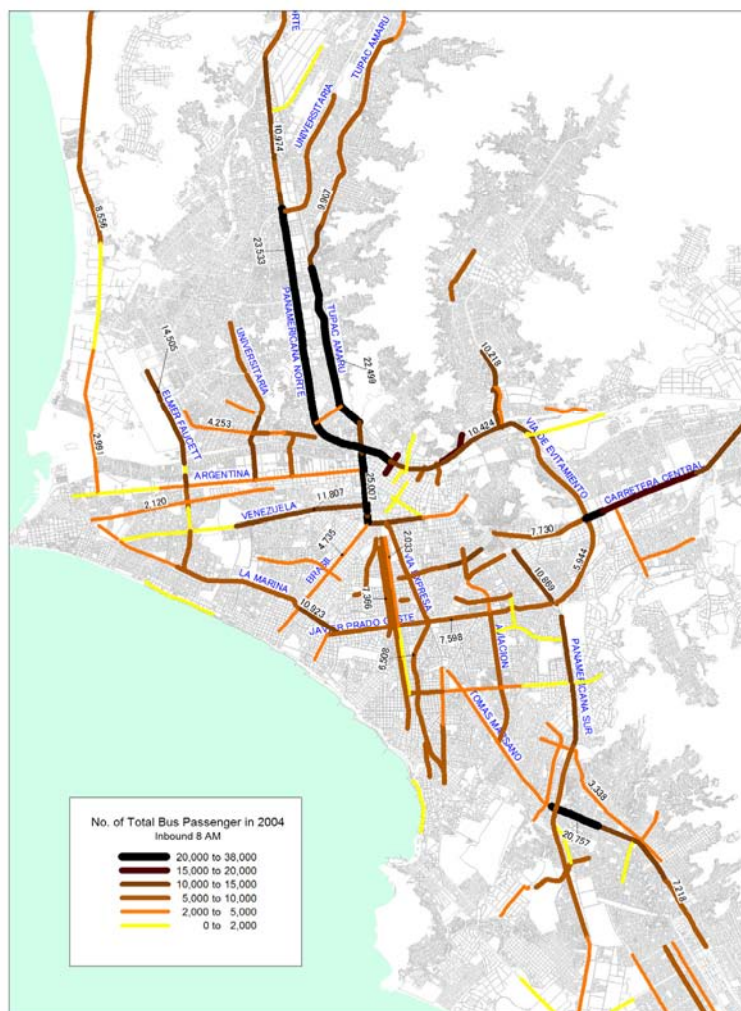 ORTE
TUPAC AMARU
UNIVERSITARIA
10,974
9,907
8,556
23,533
PANAMERICANA NORTE
TUPAC AMARU
22,499
14,505
UNIVERSITARIA
ELMER FAUCETT
10,218
4,253
10,424
VIA DE EVITAMIENTO
2,991
ARGENTINA
CARRETERA CENTRAL
2,120
VENEZUELA
11,807
25,007
7,730
4,735
BRASIL
2,033
VIA EXPRESA
5,944
10,869
LA MARINA
10,923
7,366
JAVIER PRADO OESTE
7,598
AVIACION
6,508
PANAMERICANA SUR
TOMAS MARSANO
3,338
20,757
7,218
No. of Total Bus Passenger in 2004
Inbound 8 AM
20,000 to 38,000
15,000 to 20,000
10,000 to 15,000
5,000 to 10,000
2,000 to 5,000
0 to 2,000